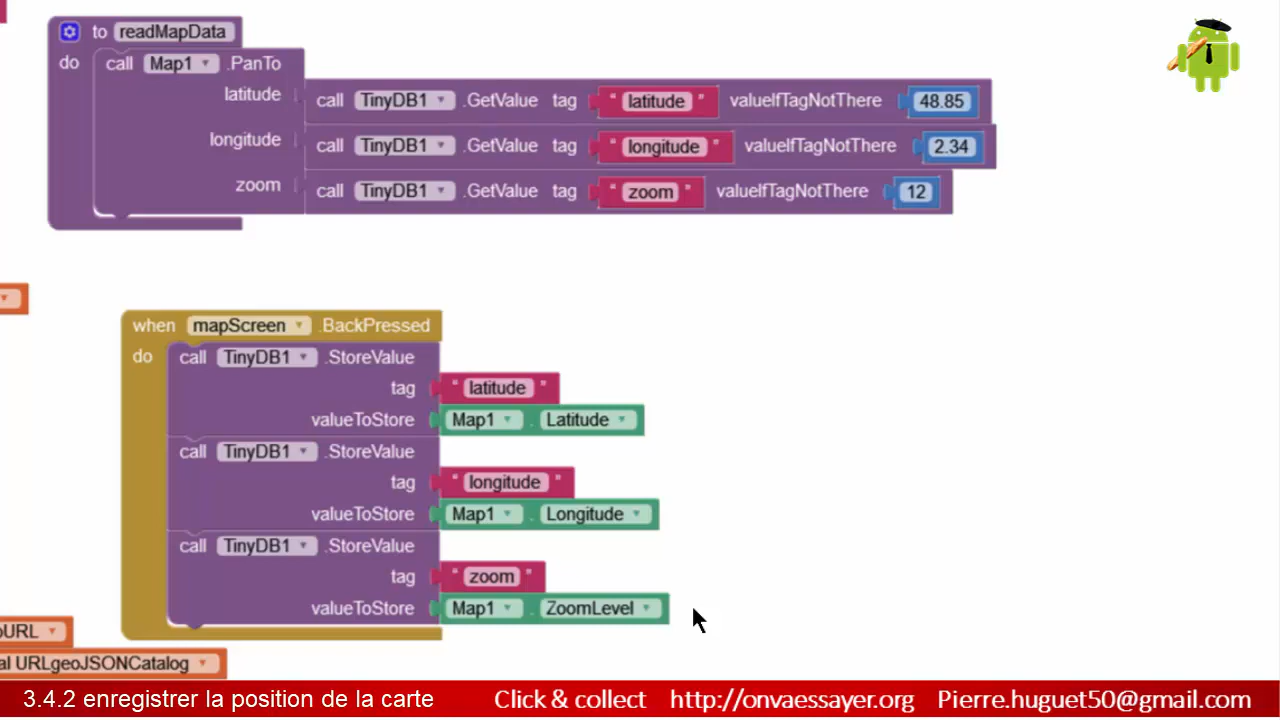 to readMapData
do call Map1 .PanTo
latitude call TinyDB1 .GetValue tag " latitude " valueIfTagNotThere 48.85
longitude call TinyDB1 .GetValue tag " longitude " valueIfTagNotThere 2.34
zoom call TinyDB1 .GetValue tag " zoom " valueIfTagNotThere 12
when mapScreen .BackPressed
do call TinyDB1 .StoreValue
tag " latitude "
valueToStore Map1 . Latitude
call TinyDB1 .StoreValue
tag " longitude "
valueToStore Map1 . Longitude
call TinyDB1 .StoreValue
tag " zoom "
valueToStore Map1 . ZoomLevel
oURL
al URLgeoJSONCatalog
3.4.2 enregistrer la position de la carte Click & collect http://onvaessayer.org Pierre.huguet50@gmail.com